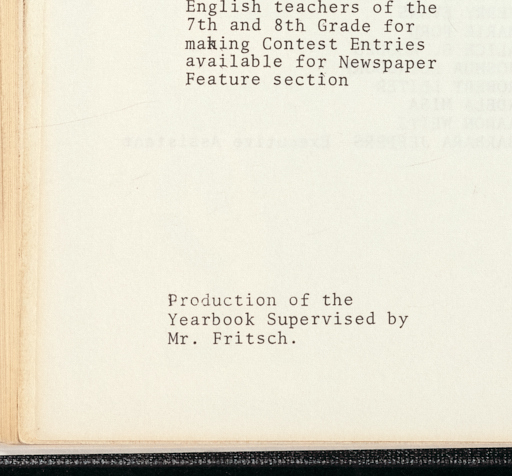 English teachers of the
7th and 8th Grade for
making Contest Entries
available for Newspaper
Feature section
Production of the
Yearbook Supervised by
Mr. Fritsch.